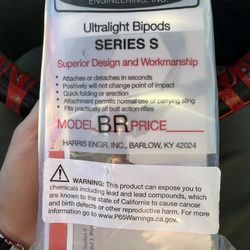 ENGINEERING, INC.
Ultralight Bipods
SERIES S
Superior Design and Workmanship
• Attaches or detaches in seconds
• Positively will not change point of impact
• Quick folding or erection
• Attachment permits normal use of carrying sling
• Fits practically all bolt action rifles
MODEL BR PRICE
HARRIS ENGR. INC., BARLOW, KY 42024
WARNING: This product can expose you to
chemicals including lead and lead compounds, which
are known to the state of California to cause cancer
and birth defects or other reproductive harm. For more
information go to www.P65Warnings.ca.gov.